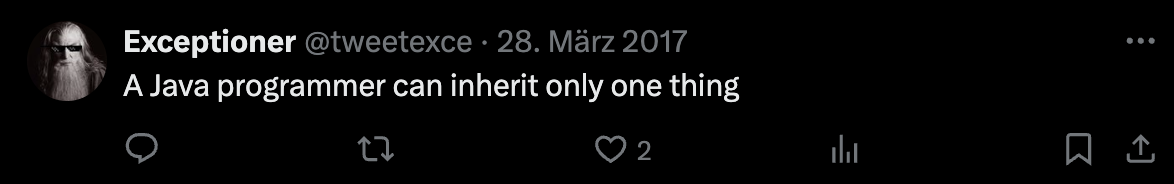 Exceptioner @tweetexce · 28. März 2017
A Java programmer can inherit only one thing
2